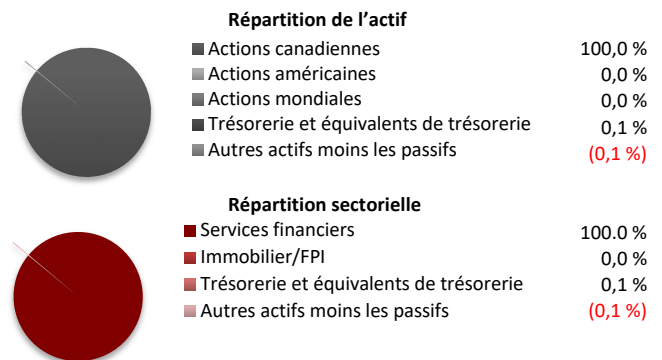 Répartition de l’actif
Actions canadiennes 100,0 %
Actions américaines 0,0 %
Actions mondiales 0,0 %
Trésorerie et équivalents de trésorerie 0,1 %
Autres actifs moins les passifs (0,1 %)
Répartition sectorielle
Services financiers 100.0 %
Immobilier/FPI 0,0 %
Trésorerie et équivalents de trésorerie 0,1 %
Autres actifs moins les passifs (0,1 %)